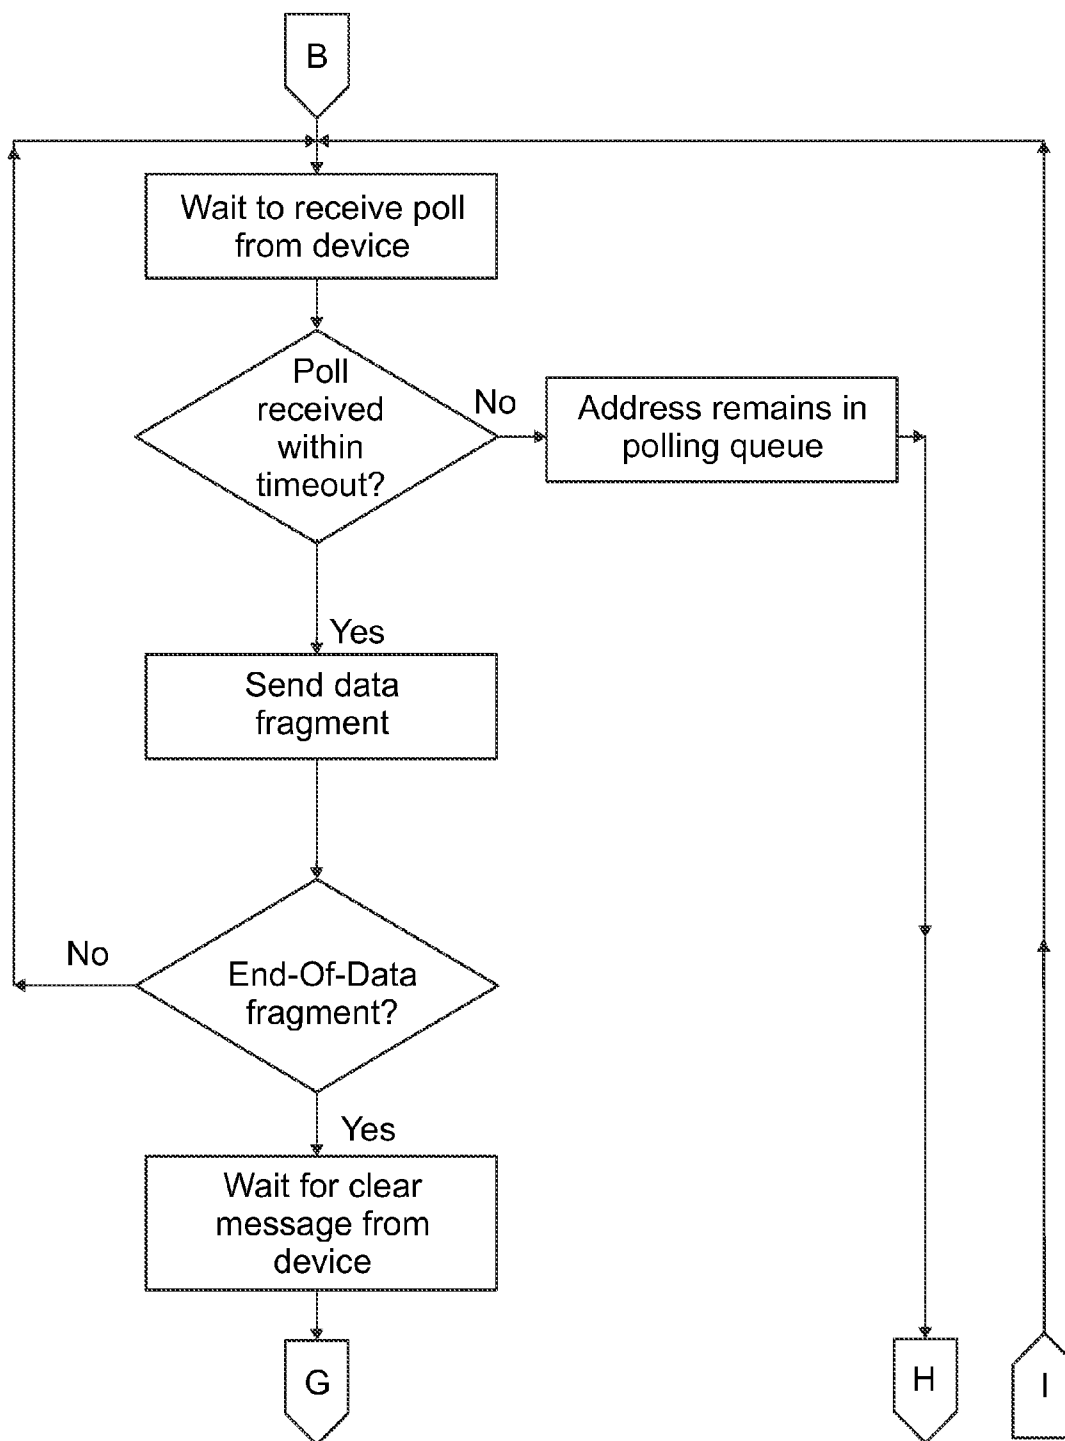 B
Wait to receive poll
from device
Poll
received
within
timeout?
No
Address remains in
polling queue
Yes
Send data
fragment
No
End-Of-Data
fragment?
Yes
Wait for clear
message from
device
G
H
I